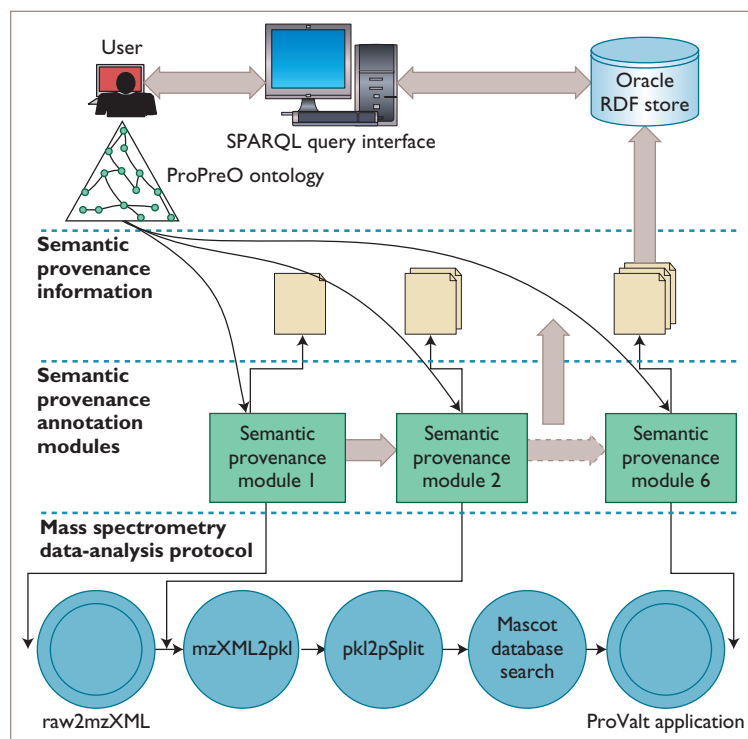 User
Oracle
RDF store
SPARQL query interface
ProPreO ontology
Semantic
provenance
information
Semantic
provenance
annotation
modules
Semantic
provenance
module 1
Semantic
provenance
module 2
Semantic
provenance
module 6
Mass spectrometry
data-analysis protocol
mzXML2pkl
pkl2pSplit
Mascot
database
search
raw2mzXML
ProValt application